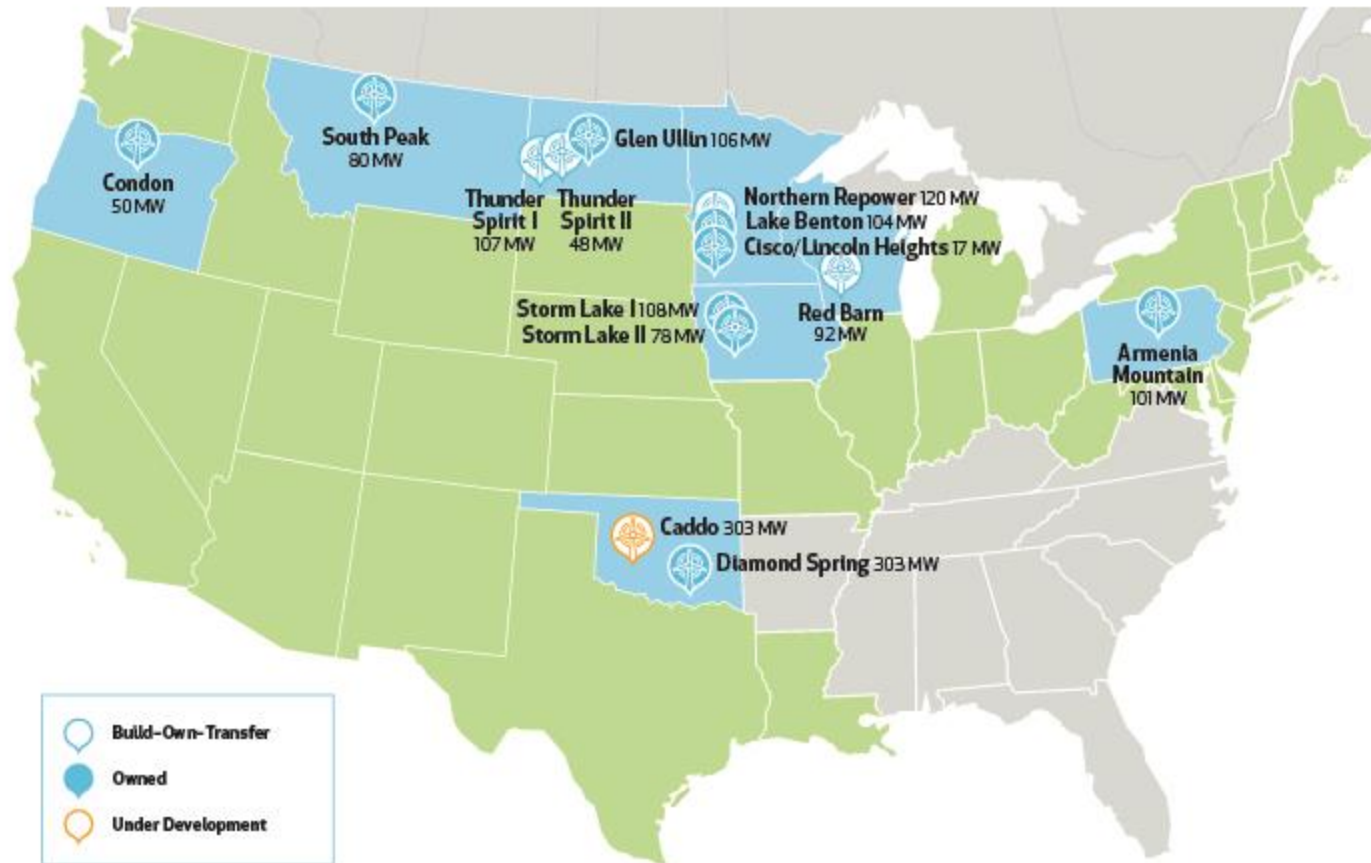 South Peak
80 MW
Condon
50 MW
Glen Ullin 106 MW
Thunder
Spirit I
107 MW
Thunder
Spirit II
48 MW
Northern Repower 120 MW
Lake Benton 104 MW
Cisco/Lincoln Heights 17 MW
Storm Lake I 108 MW
Storm Lake II 78 MW
Red Barn
92 MW
Armenia
Mountain
101 MW
Caddo 303 MW
Diamond Spring 303 MW
Build-Own-Transfer
Owned
Under Development